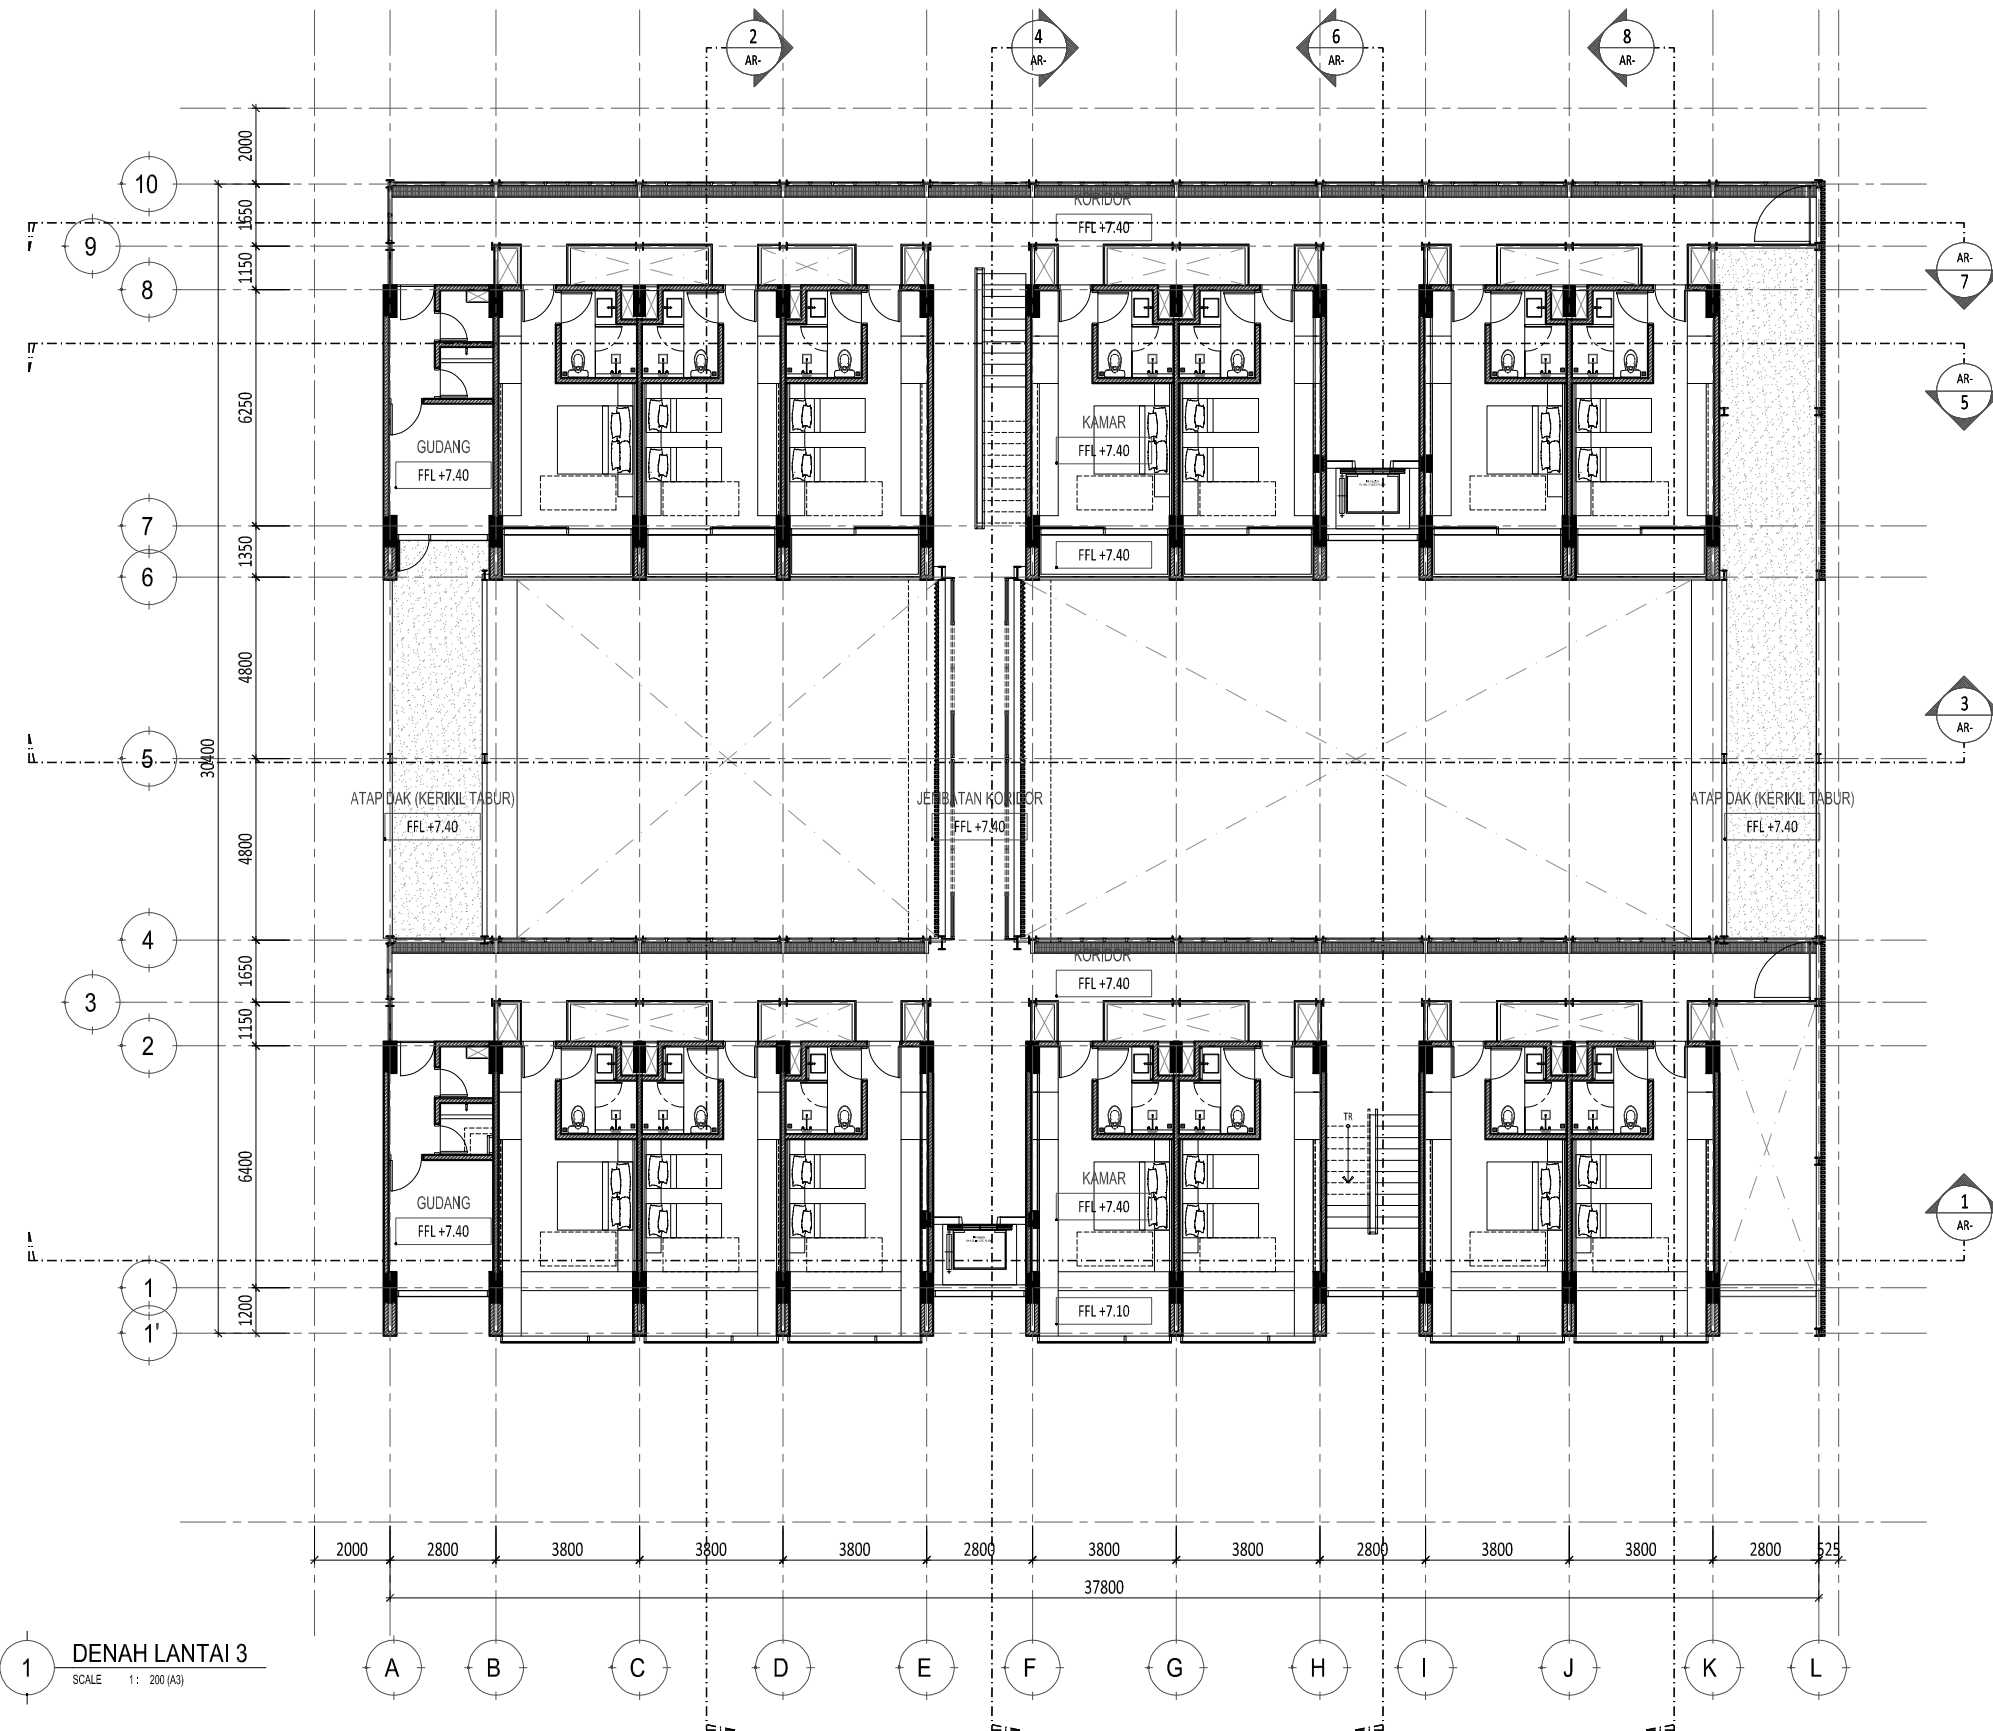 2
AR-
4
AR-
6
AR-
8
AR-
2000
10
1650
KORIDOR
FFL +7.40
9
1150
AR-
7
8
6250
AR-
5
GUDANG
FFL +7.40
KAMAR
FFL +7.40
7
1350
FFL +7.40
6
4800
3
AR-
5
30400
ATAP DAK (KERIKIL TABUR)
FFL +7.40
JEMBATAN KORIDOR
FFL +7.40
ATAP DAK (KERIKIL TABUR)
FFL +7.40
4800
4
1650
KORIDOR
FFL +7.40
3
1150
2
TR
6400
GUDANG
FFL +7.40
KAMAR
FFL +7.40
1
AR-
1
1200
FFL +7.10
1'
2000 2800 3800 3800 3800 2800 3800 3800 2800 3800 3800 2800 525
37800
1
DENAH LANTAI 3
SCALE 1 : 200 (A3)
A B C D E F G H I J K L